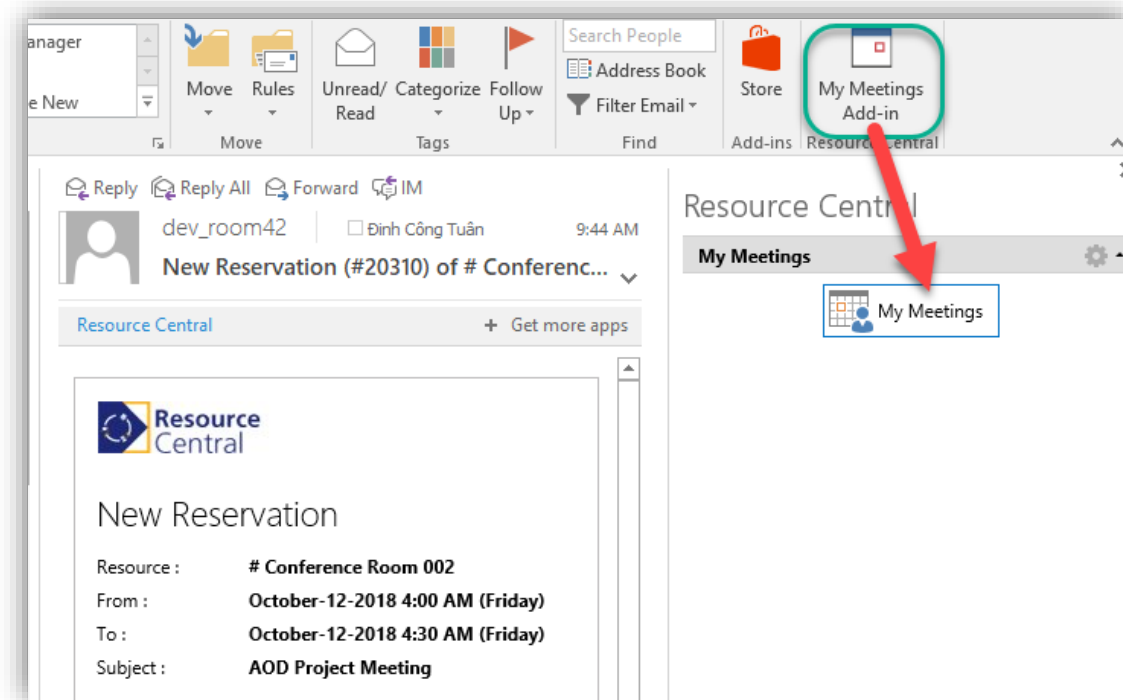 anager
e New
Move
Rules
Move
Unread/ Read
Categorize
Follow Up
Tags
Search People
Address Book
Filter Email
Find
Store
Add-ins
My Meetings
Add-in
Resource Central
Reply Reply All Forward IM
dev_room42 Đinh Công Tuân 9:44 AM
New Reservation (#20310) of # Conferenc...
Resource Central + Get more apps
Resource
Central
New Reservation
Resource : # Conference Room 002
From : October-12-2018 4:00 AM (Friday)
To : October-12-2018 4:30 AM (Friday)
Subject : AOD Project Meeting
Resource Central
My Meetings
My Meetings